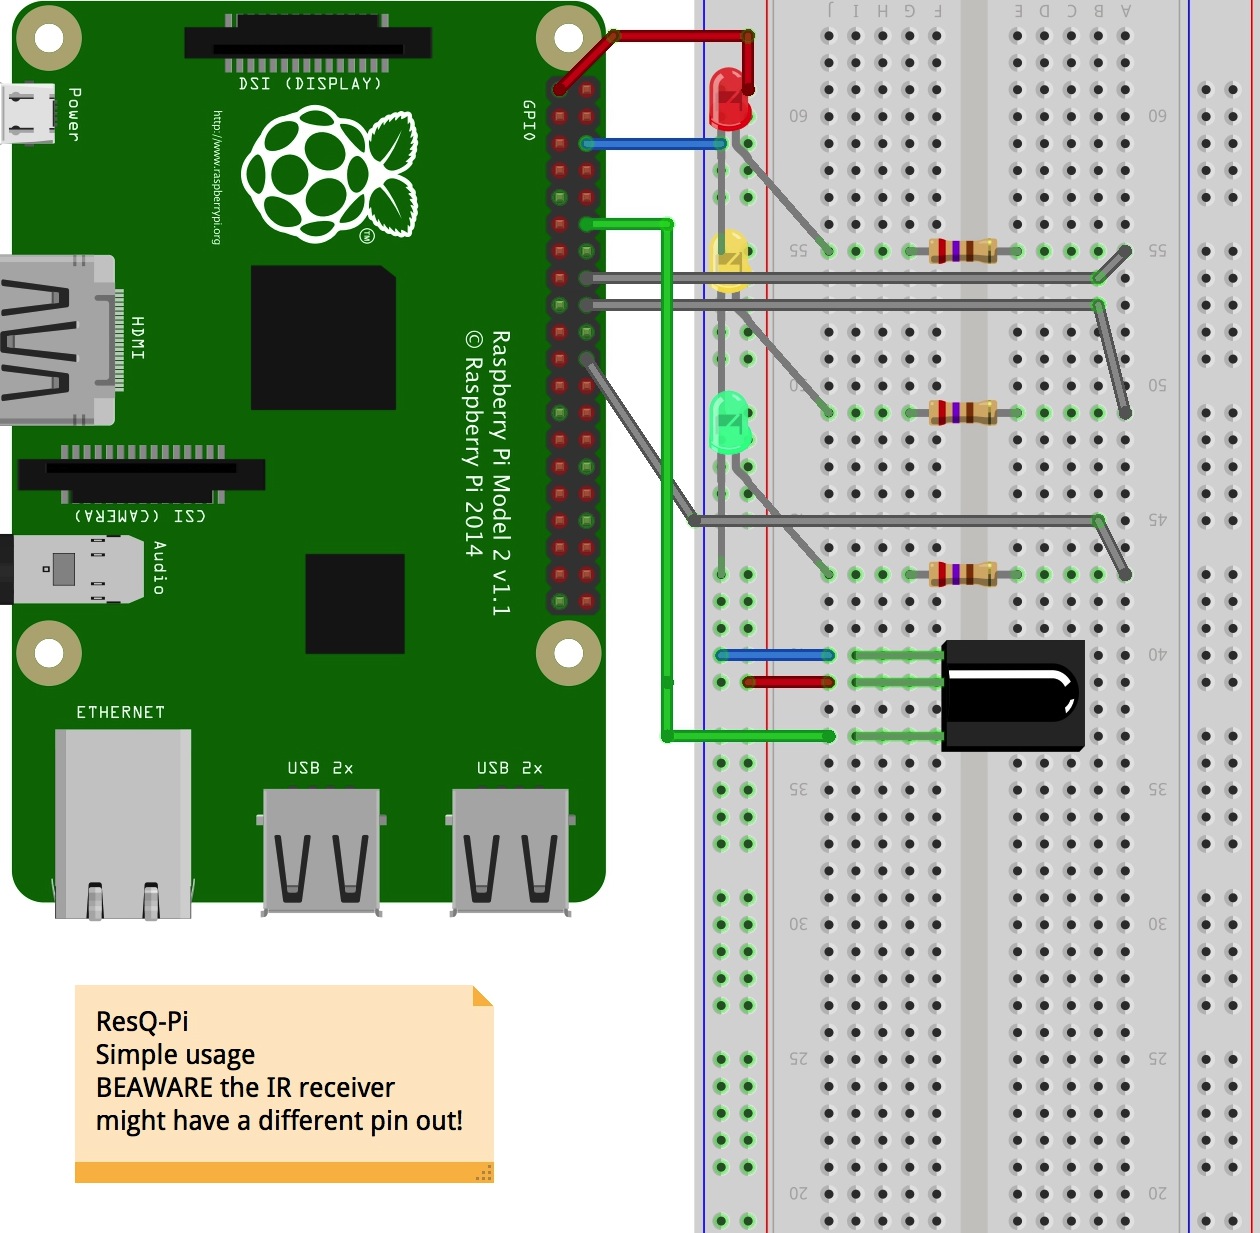 DSI (DISPLAY)
J I H G F E D C B A
Power
http://www.raspberrypi.org
GPIO
60 60
TM
55 55
HDMI
Raspberry Pi Model 2 v1.1
© Raspberry Pi 2014
50 50
CSI (CAMERA)
45 45
Audio
40 40
ETHERNET
USB 2x
USB 2x
35 35
30 30
ResQ-Pi
Simple usage
BEAWARE the IR receiver
might have a different pin out!
25 25
20 20